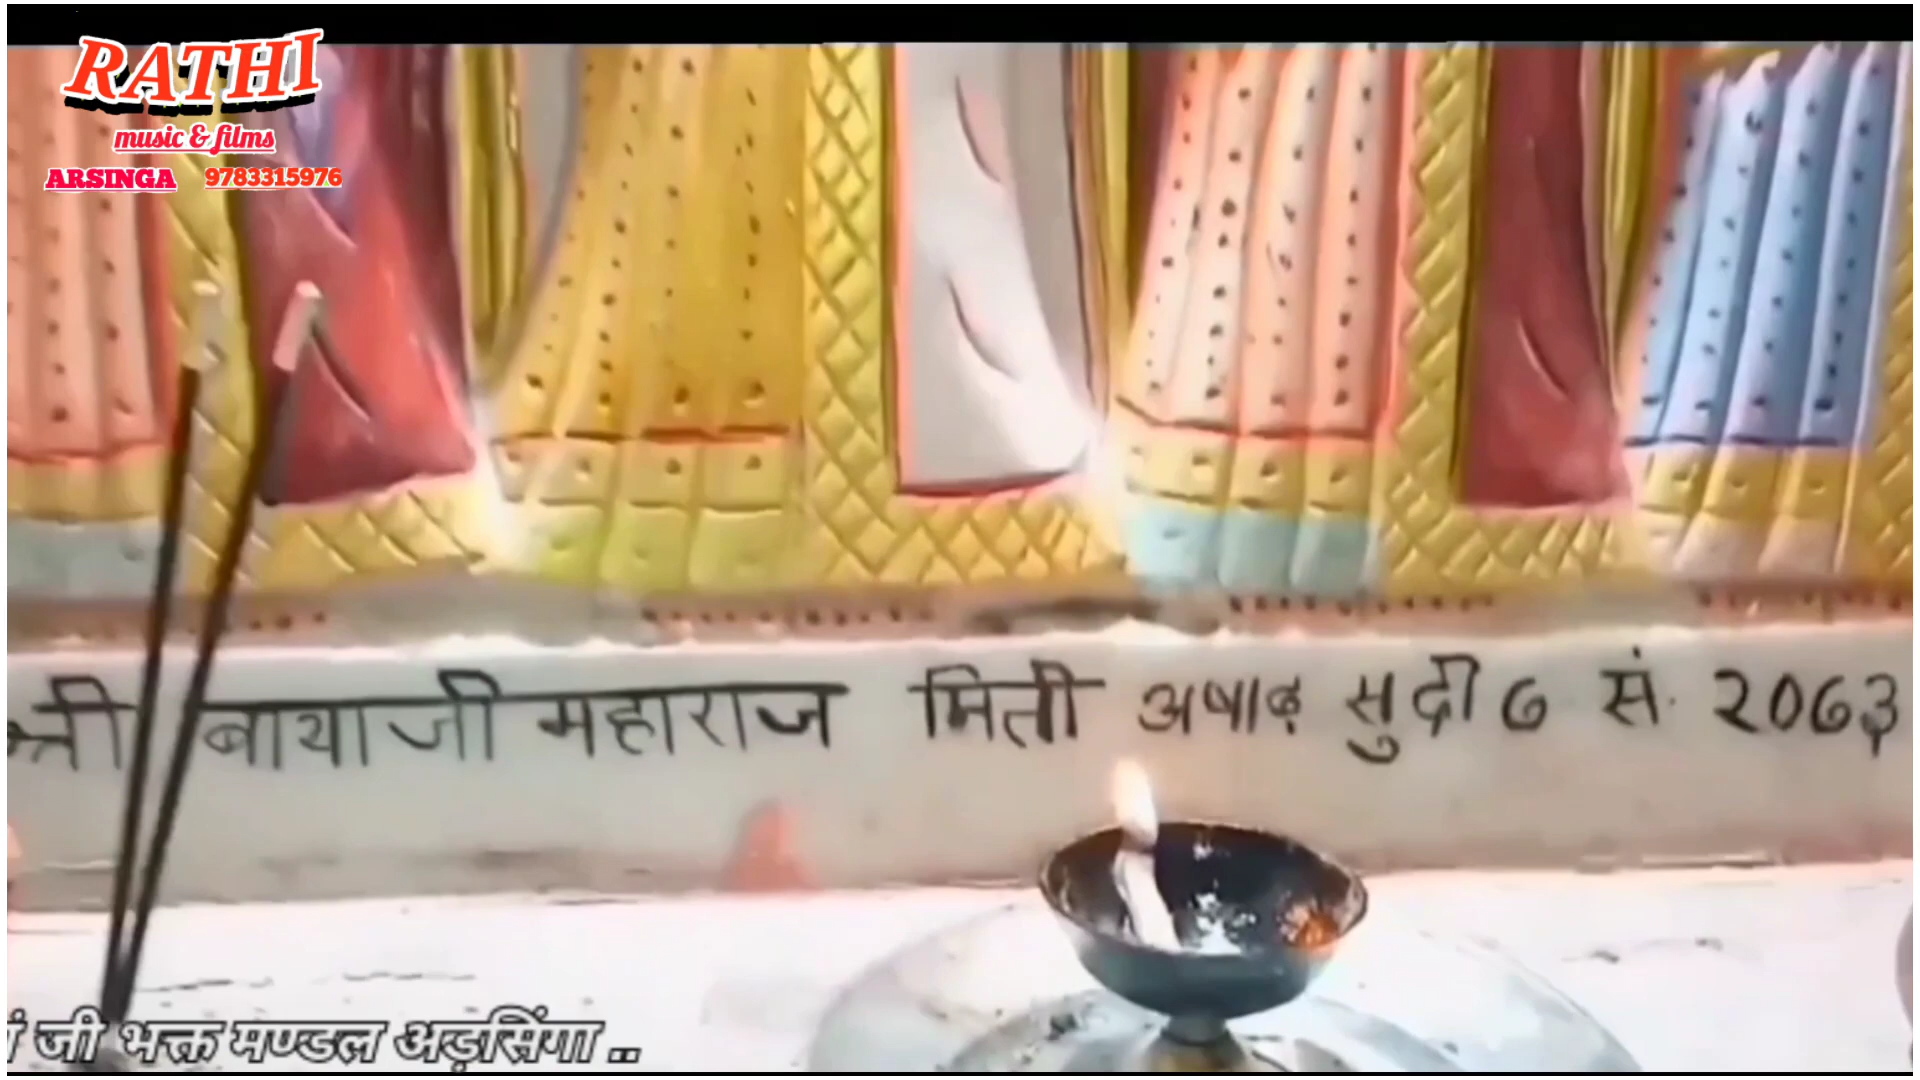 RATHI
music & films
ARSINGA 9783315976
बायाजी महाराज मिती अषाढ़ सुदी ७ सं. २०६३
जी भक्त मण्डल अड़सिंगा ..